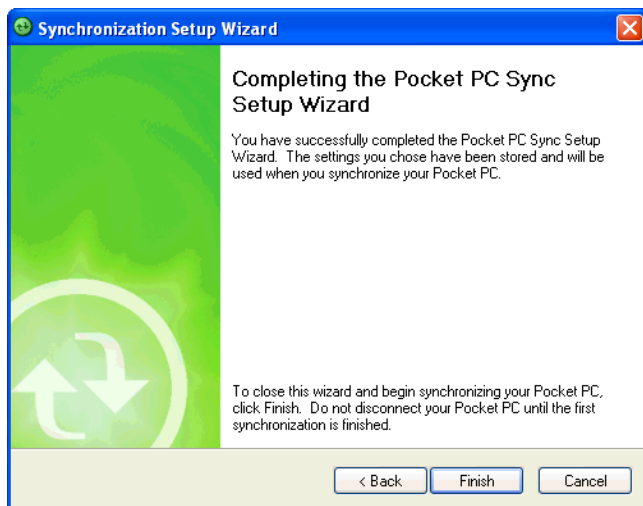 Synchronization Setup Wizard
Completing the Pocket PC Sync
Setup Wizard
You have successfully completed the Pocket PC Sync Setup
Wizard. The settings you chose have been stored and will be
used when you synchronize your Pocket PC.
To close this wizard and begin synchronizing your Pocket PC,
click Finish. Do not disconnect your Pocket PC until the first
synchronization is finished.
< Back Finish Cancel